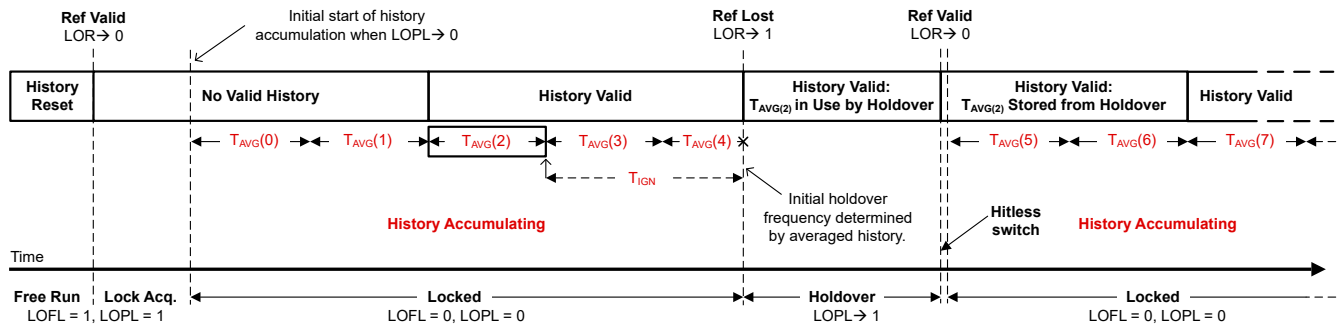 Ref Valid
LOR→ 0
Initial start of history
accumulation when LOPL→ 0
Ref Lost
LOR→ 1
Ref Valid
LOR→ 0
History
Reset
No Valid History
History Valid
History Valid:
TAVG(2) in Use by Holdover
History Valid:
TAVG(2) Stored from Holdover
History Valid
TAVG(0)
TAVG(1)
TAVG(2)
TAVG(3)
TAVG(4)
TAVG(5)
TAVG(6)
TAVG(7)
TIGN
Initial holdover
frequency determined
by averaged history.
Hitless
switch
History Accumulating
History Accumulating
Time
Free Run
Lock Acq.
LOFL = 1, LOPL = 1
Locked
LOFL = 0, LOPL = 0
Holdover
LOPL→ 1
Locked
LOFL = 0, LOPL = 0